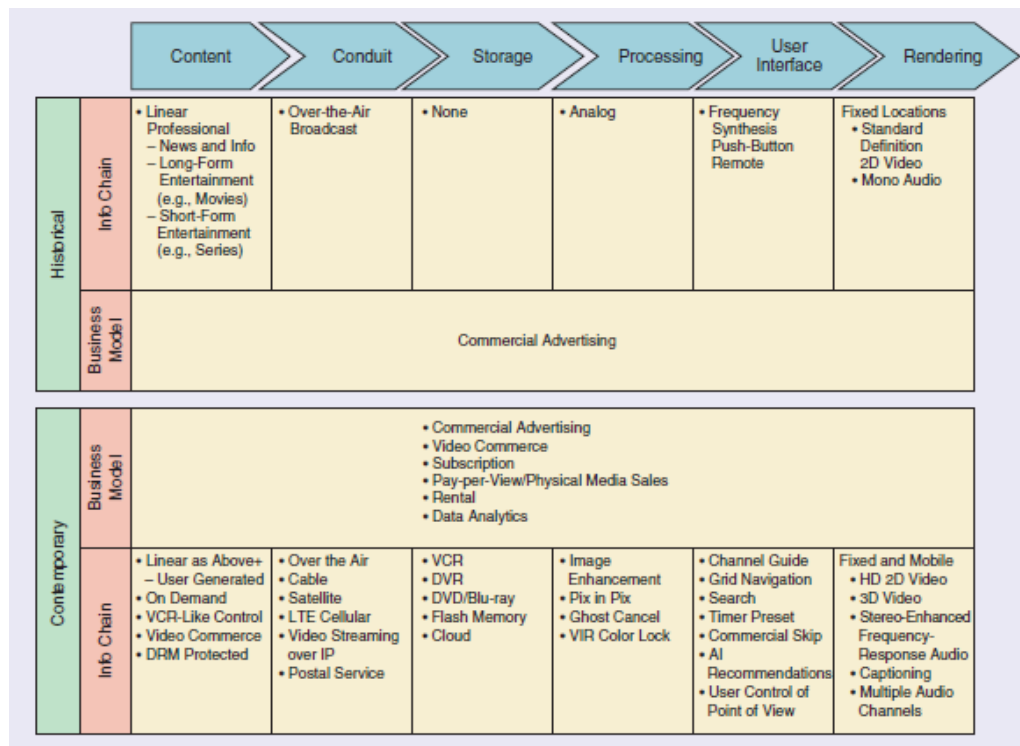 Content
Conduit
Storage
Processing
User
Interface
Rendering
Historical
Info Chain
• Linear
Professional
– News and Info
– Long-Form
Entertainment
(e.g., Movies)
– Short-Form
Entertainment
(e.g., Series)
• Over-the-Air
Broadcast
• None
• Analog
• Frequency
Synthesis
Push-Button
Remote
Fixed Locations
• Standard
Definition
2D Video
• Mono Audio
Business
Model
Commercial Advertising
Contemporary
Business
Model
• Commercial Advertising
• Video Commerce
• Subscription
• Pay-per-View/Physical Media Sales
• Rental
• Data Analytics
Info Chain
• Linear as Above+
– User Generated
• On Demand
• VCR-Like Control
• Video Commerce
• DRM Protected
• Over the Air
• Cable
• Satellite
• LTE Cellular
• Video Streaming
over IP
• Postal Service
• VCR
• DVR
• DVD/Blu-ray
• Flash Memory
• Cloud
• Image
Enhancement
• Pix in Pix
• Ghost Cancel
• VIR Color Lock
• Channel Guide
• Grid Navigation
• Search
• Timer Preset
• Commercial Skip
• AI
Recommendations
• User Control of
Point of View
Fixed and Mobile
• HD 2D Video
• 3D Video
• Stereo-Enhanced
Frequency-
Response Audio
• Captioning
• Multiple Audio
Channels